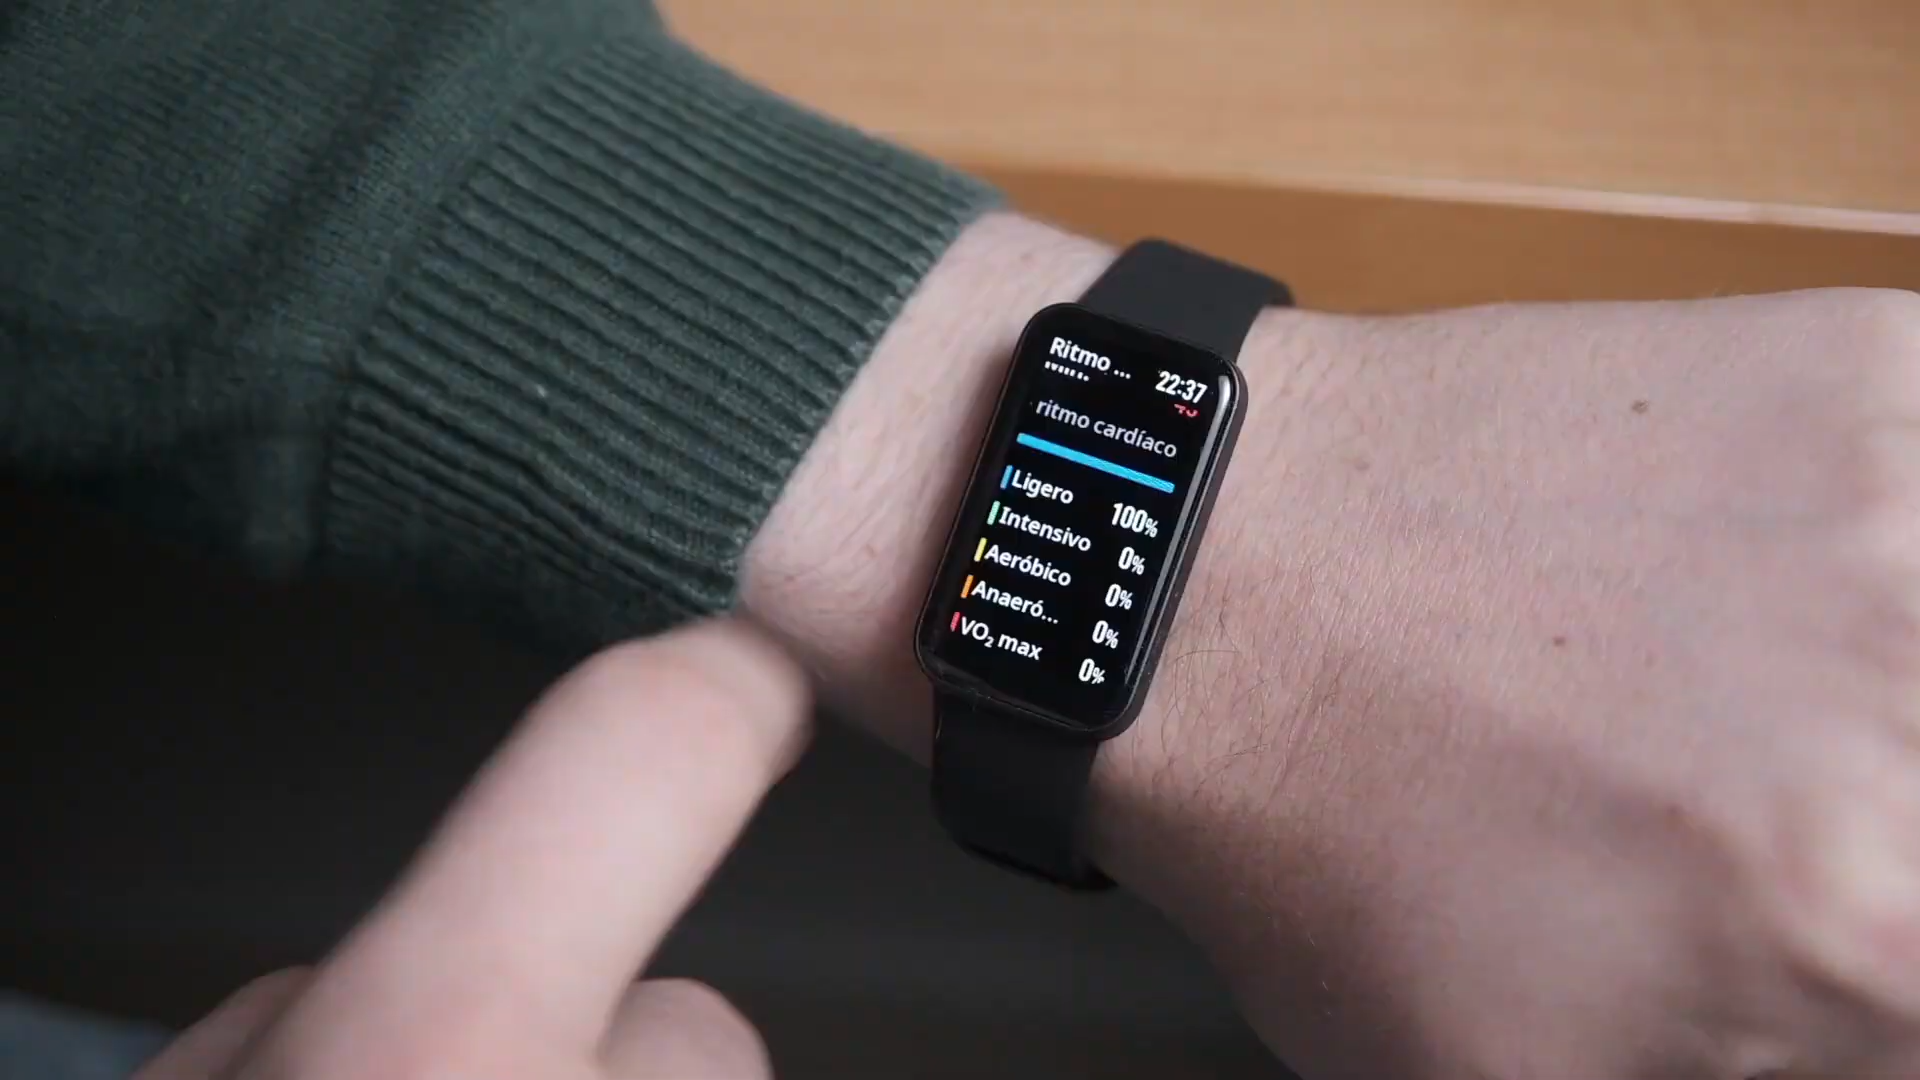 Ritmo ...
22:37
ritmo cardíaco
Ligero 100%
Intensivo 0%
Aeróbico 0%
Anaeró... 0%
VO₂ max 0%